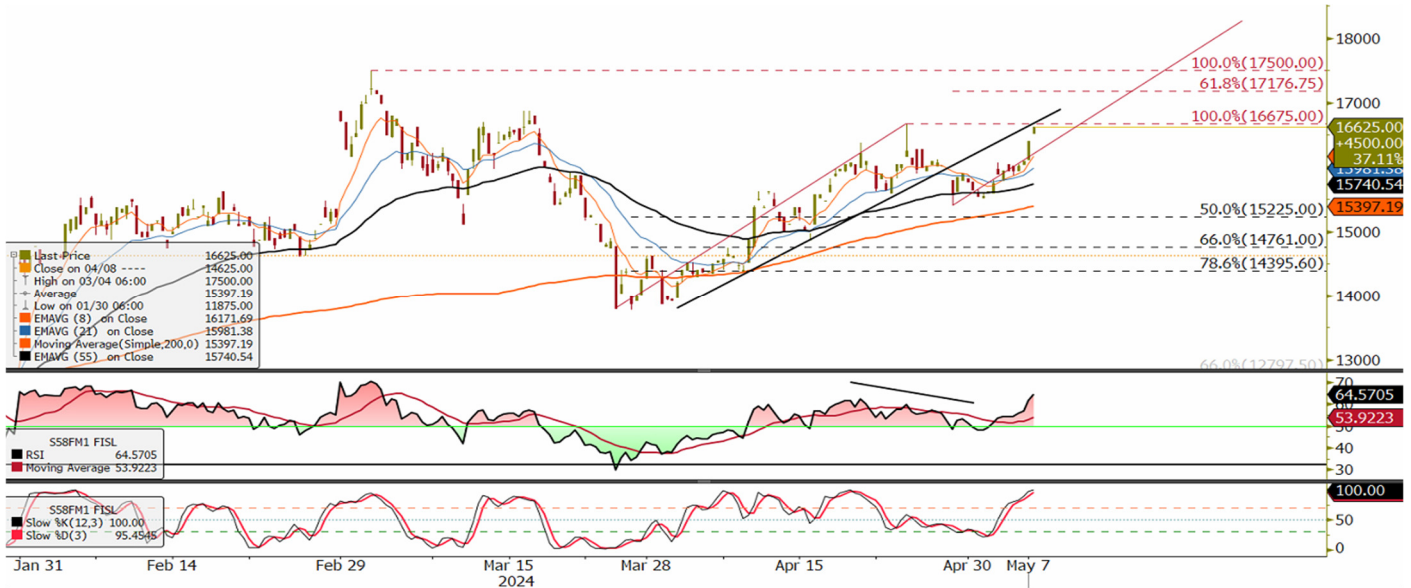 18000
100.0%(17500.00)
61.8%(17176.75)
17000
100.0%(16675.00)
16625.00
+4500.00
37.11%
15981.38
15740.54
15397.19
50.0%(15225.00)
15000
66.0%(14761.00)
78.6%(14395.60)
14000
13000
66.0%(12797.50)
Last Price 16625.00
Close on 04/08 ---- 14625.00
High on 03/04 06:00 17500.00
Average 15397.19
Low on 01/30 06:00 11875.00
EMAVG (8) on Close 16171.69
EMAVG (21) on Close 15981.38
Moving Average(Simple,200,0) 15397.19
EMAVG (55) on Close 15740.54
70
64.5705
53.9223
50
40
30
S58FM1 FISL
RSI 64.5705
Moving Average 53.9223
100.00
50
0
S58FM1 FISL
Slow %K(12,3) 100.00
Slow %D(3) 95.4545
Jan 31 Feb 14 Feb 29 Mar 15 Mar 28 Apr 15 Apr 30 May 7
2024